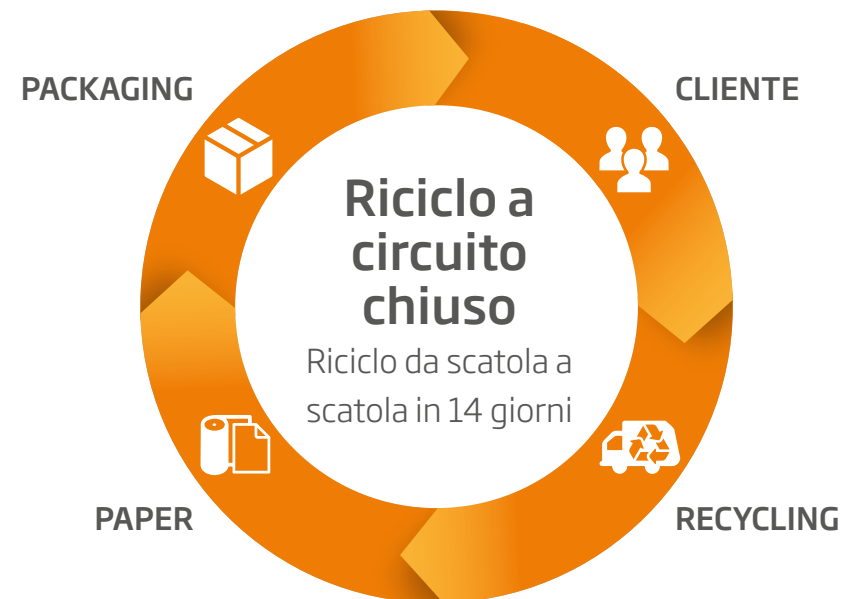 PACKAGING
CLIENTE
Riciclo a
circuito
chiuso
Riciclo da scatola a
scatola in 14 giorni
PAPER
RECYCLING